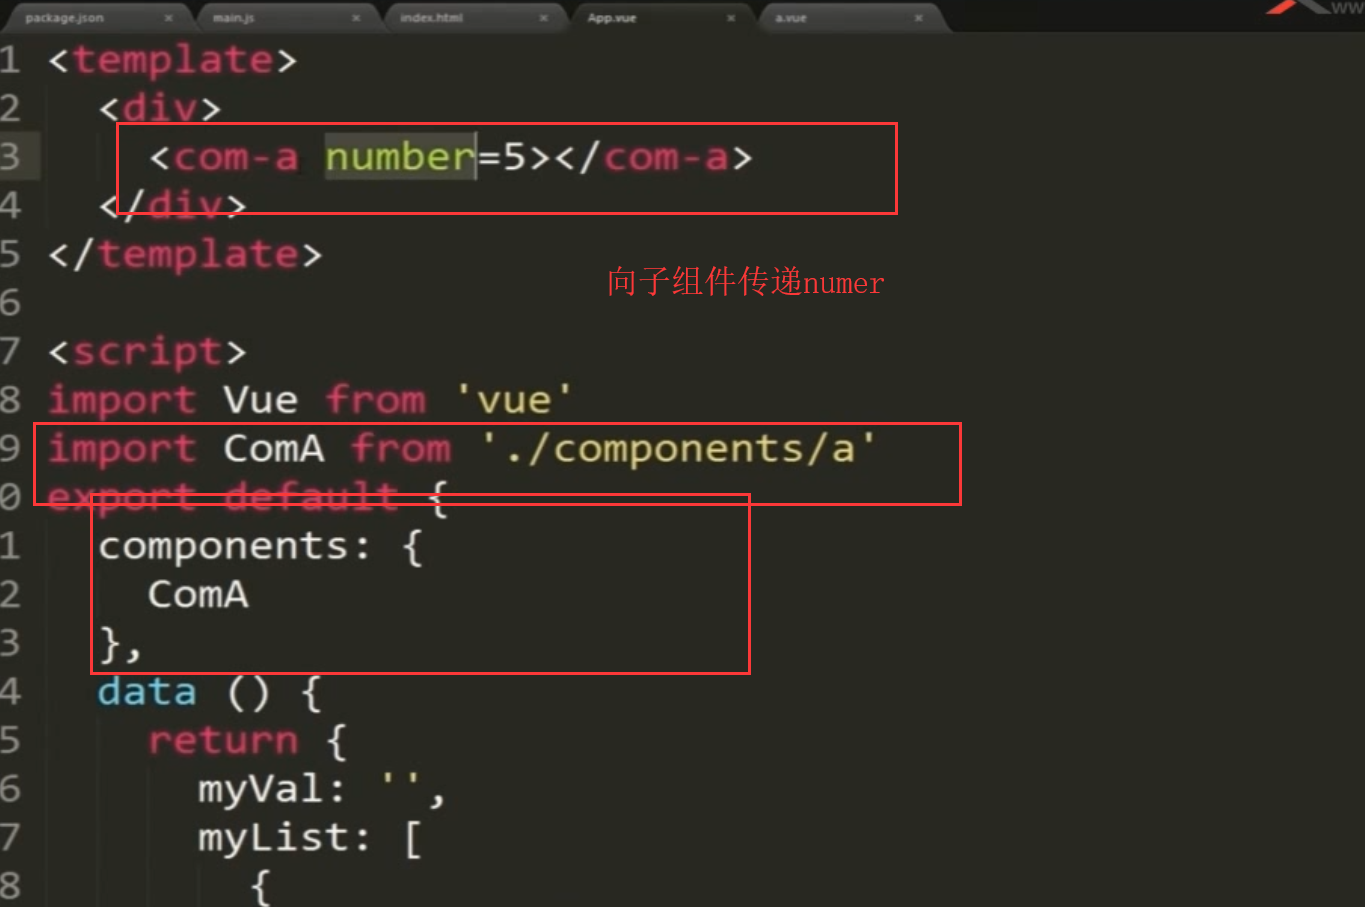 package.json × main.js × index.html × App.vue × a.vue ×
WW
1 <template>
2 <div>
3 <com-a number=5></com-a>
4 </div>
5 </template>
向子组件传递numer
6
7 <script>
8 import Vue from 'vue'
9 import ComA from './components/a'
0 export default {
1 components: {
2 ComA
3 },
4 data () {
5 return {
6 myVal: '',
7 myList: [
8 {